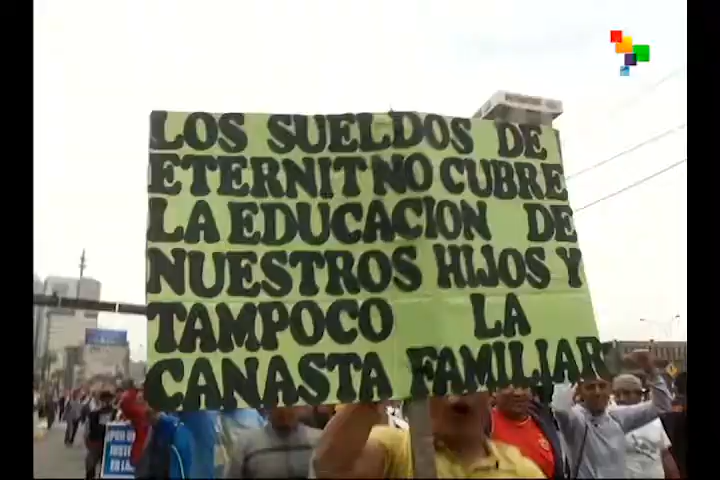 LOS SUELDOS DE
ETERNIT NO CUBRE
LA EDUCACION DE
NUESTROS HIJOS Y
TAMPOCO LA
CANASTA FAMILIAR